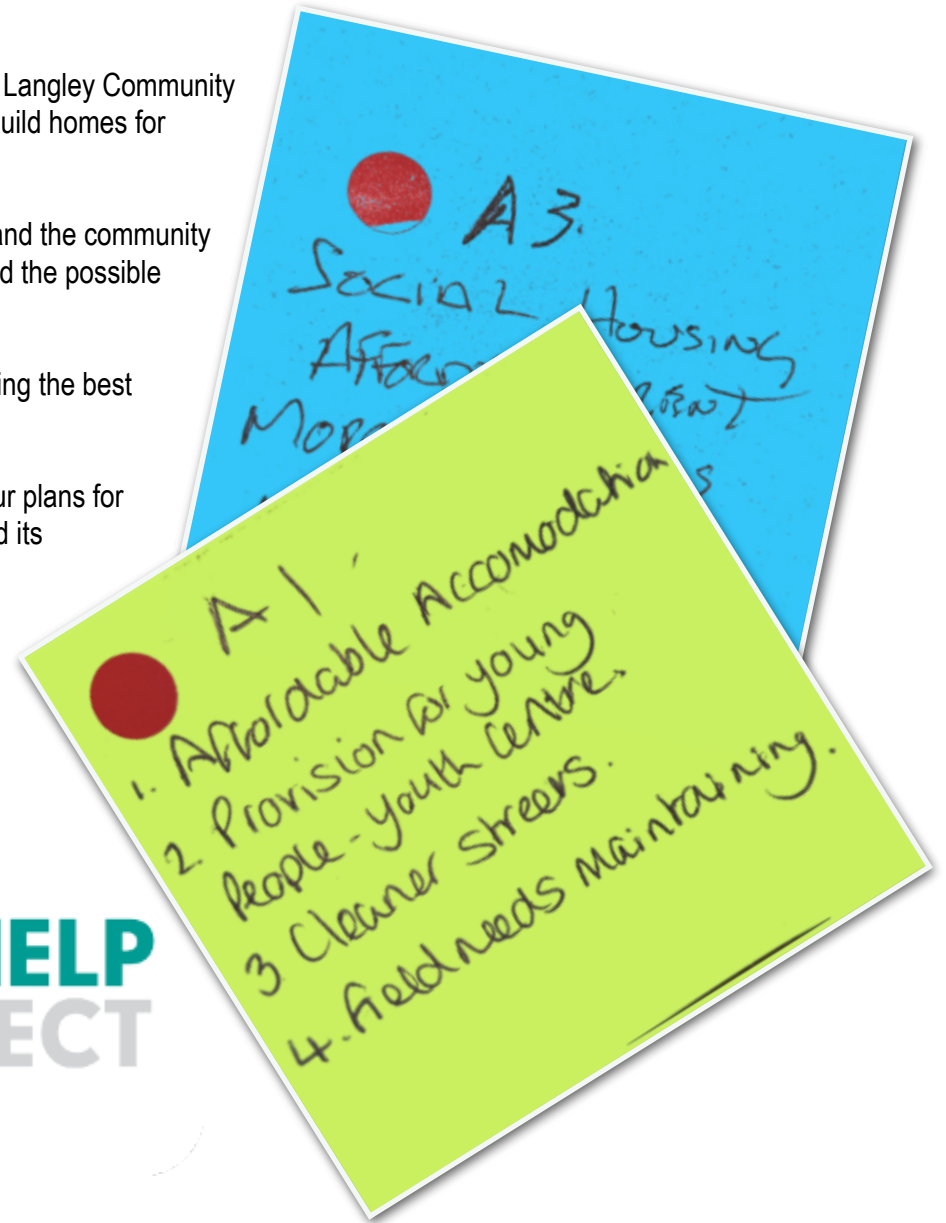 Langley Community
uild homes for
and the community
d the possible
ing the best
ur plans for
d its
A3.
Social Housing
Afford
Mor
S
A1.
1. Affordable Accomodation
2. Provision for young
People - youth centre.
3 Cleaner streers.
4. field needs maintaining.
HELP
ECT